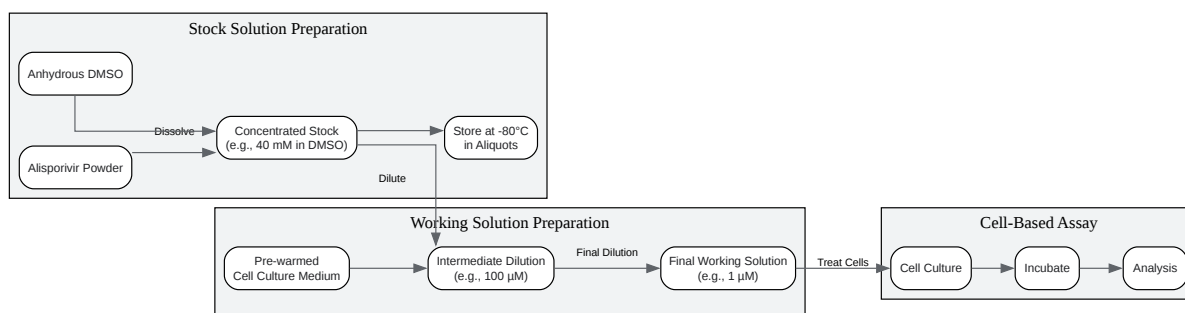 Stock Solution Preparation
Anhydrous DMSO
Dissolve
Concentrated Stock
(e.g., 40 mM in DMSO)
Store at -80°C
in Aliquots
Alisporivir Powder
Dilute
Working Solution Preparation
Pre-warmed
Cell Culture Medium
Intermediate Dilution
(e.g., 100 µM)
Final Dilution
Final Working Solution
(e.g., 1 µM)
Treat Cells
Cell-Based Assay
Cell Culture
Incubate
Analysis